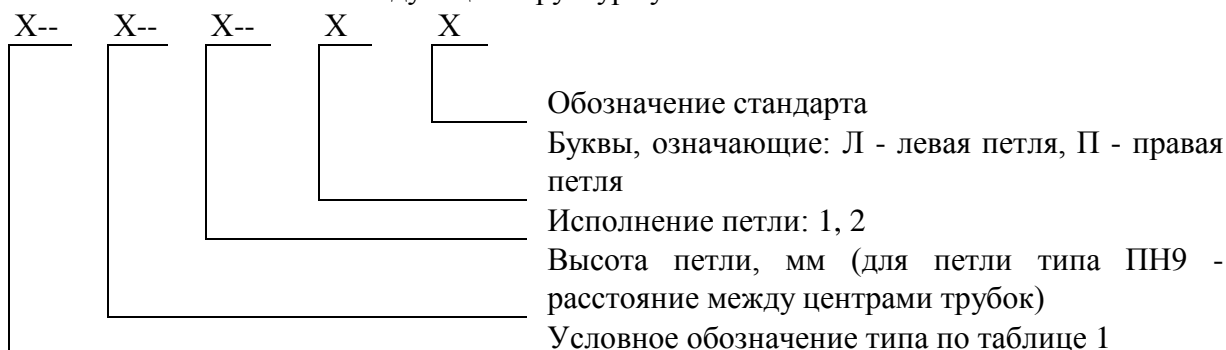 X-- X-- X-- X X
Обозначение стандарта
Буквы, означающие: Л - левая петля, П - правая
петля
Исполнение петли: 1, 2
Высота петли, мм (для петли типа ПН9 -
расстояние между центрами трубок)
Условное обозначение типа по таблице 1